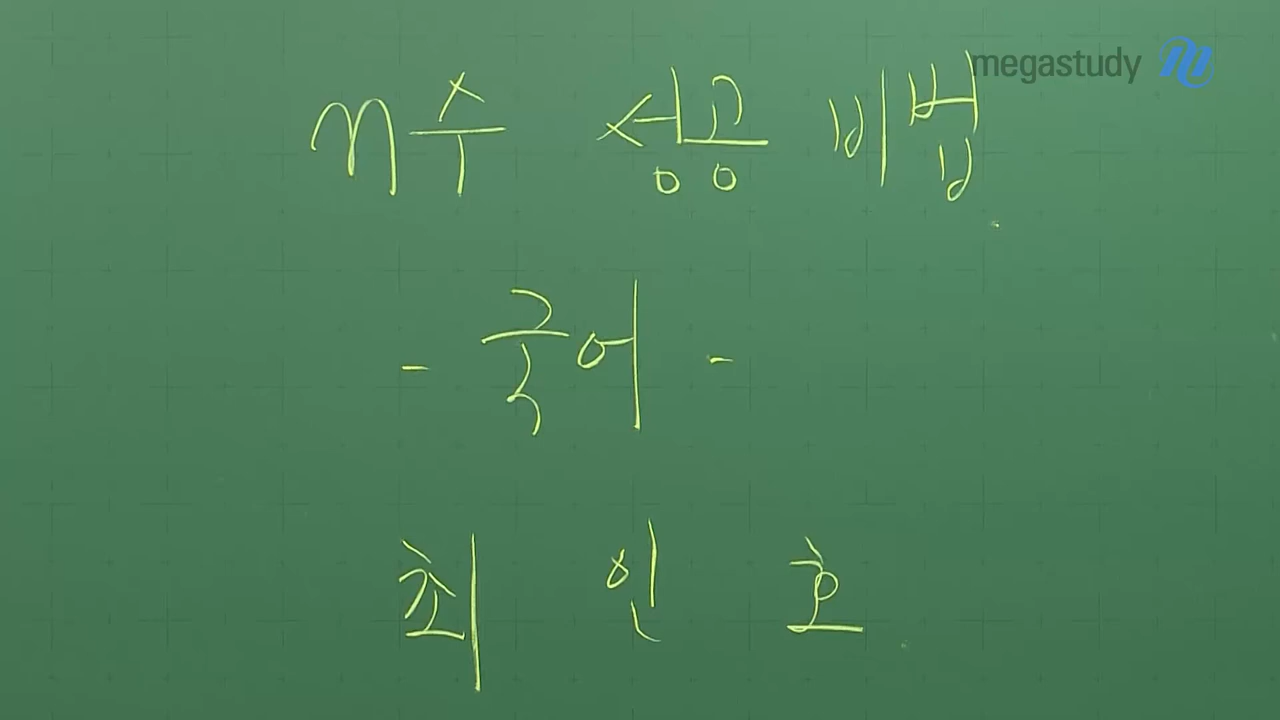 megastudy
n수 성공 비법
- 국어 -
최 인 호